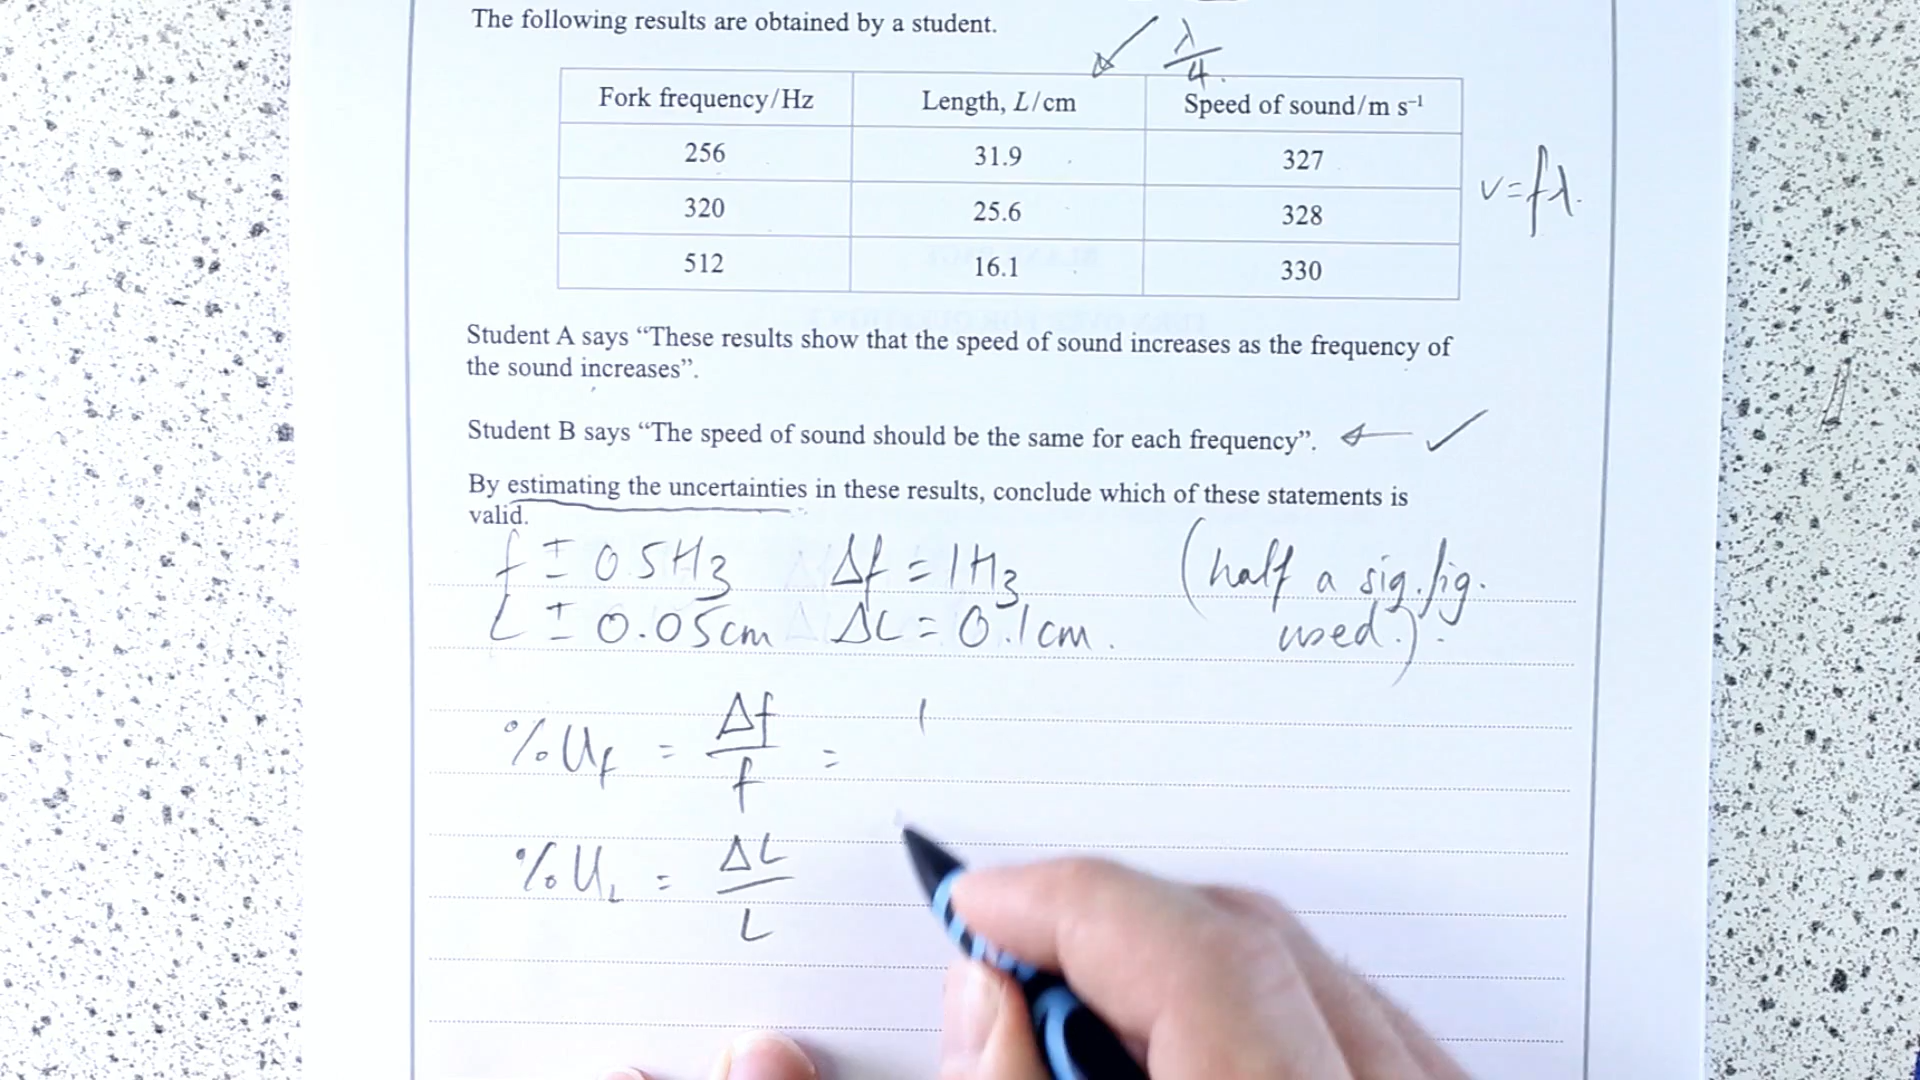 The following results are obtained by a student.
λ/4.
Fork frequency/Hz Length, L/cm Speed of sound/m s⁻¹
256 31.9 327
320 25.6 328
512 16.1 330
v=fλ.
Student A says “These results show that the speed of sound increases as the frequency of
the sound increases”.
Student B says “The speed of sound should be the same for each frequency”. ← ✓
By estimating the uncertainties in these results, conclude which of these statements is
valid.
f ± 0.5Hz Δf = 1Hz (half a sig.fig.
L ± 0.05cm ΔL = 0.1cm. used.).
%Uf = Δf/f = 1
%UL = ΔL/L